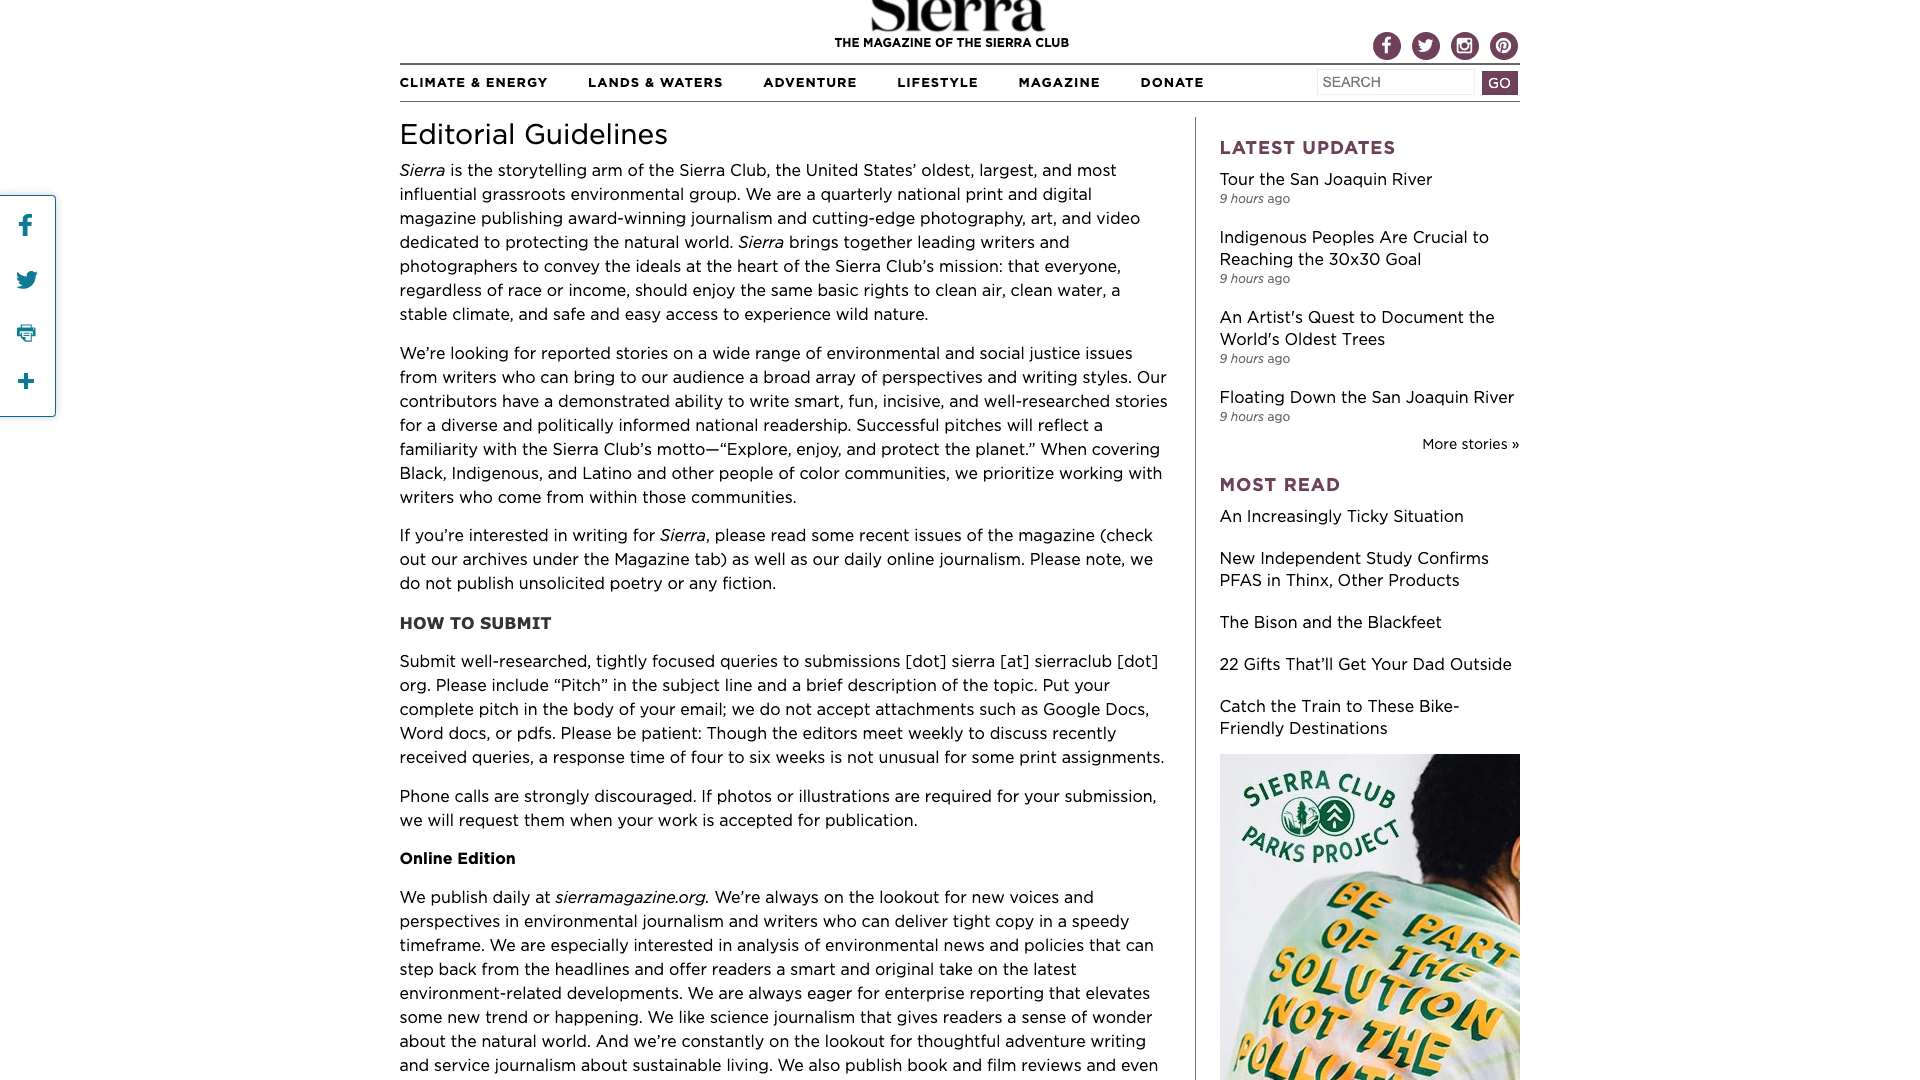 Sierra
THE MAGAZINE OF THE SIERRA CLUB
CLIMATE & ENERGY LANDS & WATERS ADVENTURE LIFESTYLE MAGAZINE DONATE
SEARCH GO
Editorial Guidelines
Sierra is the storytelling arm of the Sierra Club, the United States’ oldest, largest, and most
influential grassroots environmental group. We are a quarterly national print and digital
magazine publishing award-winning journalism and cutting-edge photography, art, and video
dedicated to protecting the natural world. Sierra brings together leading writers and
photographers to convey the ideals at the heart of the Sierra Club’s mission: that everyone,
regardless of race or income, should enjoy the same basic rights to clean air, clean water, a
stable climate, and safe and easy access to experience wild nature.
We’re looking for reported stories on a wide range of environmental and social justice issues
from writers who can bring to our audience a broad array of perspectives and writing styles. Our
contributors have a demonstrated ability to write smart, fun, incisive, and well-researched stories
for a diverse and politically informed national readership. Successful pitches will reflect a
familiarity with the Sierra Club’s motto—“Explore, enjoy, and protect the planet.” When covering
Black, Indigenous, and Latino and other people of color communities, we prioritize working with
writers who come from within those communities.
If you’re interested in writing for Sierra, please read some recent issues of the magazine (check
out our archives under the Magazine tab) as well as our daily online journalism. Please note, we
do not publish unsolicited poetry or any fiction.
HOW TO SUBMIT
Submit well-researched, tightly focused queries to submissions [dot] sierra [at] sierraclub [dot]
org. Please include “Pitch” in the subject line and a brief description of the topic. Put your
complete pitch in the body of your email; we do not accept attachments such as Google Docs,
Word docs, or pdfs. Please be patient: Though the editors meet weekly to discuss recently
received queries, a response time of four to six weeks is not unusual for some print assignments.
Phone calls are strongly discouraged. If photos or illustrations are required for your submission,
we will request them when your work is accepted for publication.
Online Edition
We publish daily at sierramagazine.org. We’re always on the lookout for new voices and
perspectives in environmental journalism and writers who can deliver tight copy in a speedy
timeframe. We are especially interested in analysis of environmental news and policies that can
step back from the headlines and offer readers a smart and original take on the latest
environment-related developments. We are always eager for enterprise reporting that elevates
some new trend or happening. We like science journalism that gives readers a sense of wonder
about the natural world. And we’re constantly on the lookout for thoughtful adventure writing
and service journalism about sustainable living. We also publish book and film reviews and even
LATEST UPDATES
Tour the San Joaquin River
9 hours ago
Indigenous Peoples Are Crucial to
Reaching the 30x30 Goal
9 hours ago
An Artist's Quest to Document the
World's Oldest Trees
9 hours ago
Floating Down the San Joaquin River
9 hours ago
More stories »
MOST READ
An Increasingly Ticky Situation
New Independent Study Confirms
PFAS in Thinx, Other Products
The Bison and the Blackfeet
22 Gifts That’ll Get Your Dad Outside
Catch the Train to These Bike-
Friendly Destinations
SIERRA CLUB
PARKS PROJECT
BE PART
OF THE
SOLUTION
NOT THE